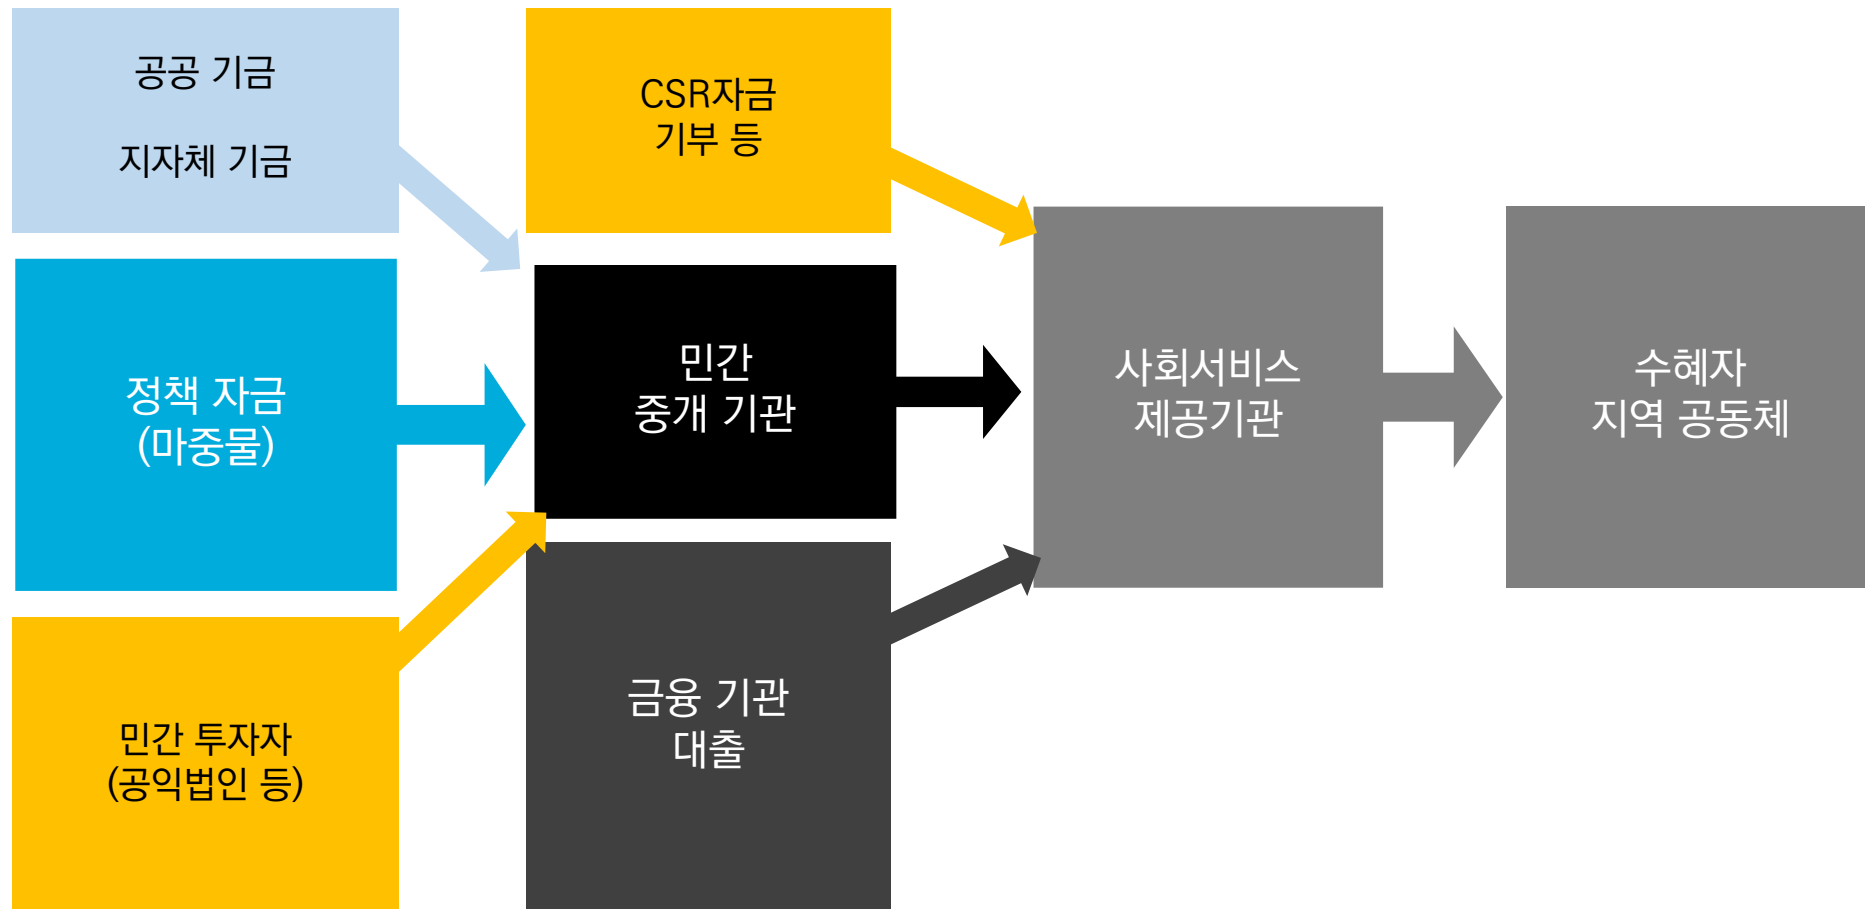 공공 기금
지자체 기금
CSR자금
기부 등
정책 자금
(마중물)
민간
중개 기관
사회서비스
제공기관
수혜자
지역 공동체
민간 투자자
(공익법인 등)
금융 기관
대출